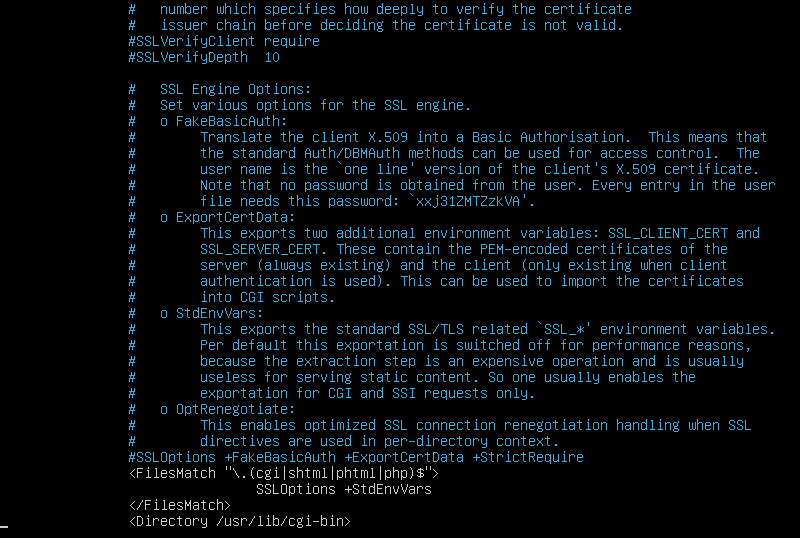 #   number which specifies how deeply to verify the certificate
#   issuer chain before deciding the certificate is not valid.
#SSLVerifyClient require
#SSLVerifyDepth  10

#   SSL Engine Options:
#   Set various options for the SSL engine.
#   o FakeBasicAuth:
#        Translate the client X.509 into a Basic Authorisation.  This means that
#        the standard Auth/DBMAuth methods can be used for access control.  The
#        user name is the `one line' version of the client's X.509 certificate.
#        Note that no password is obtained from the user. Every entry in the user
#        file needs this password: `xxj31ZMTZzkVA'.
#   o ExportCertData:
#        This exports two additional environment variables: SSL_CLIENT_CERT and
#        SSL_SERVER_CERT. These contain the PEM-encoded certificates of the
#        server (always existing) and the client (only existing when client
#        authentication is used). This can be used to import the certificates
#        into CGI scripts.
#   o StdEnvVars:
#        This exports the standard SSL/TLS related `SSL_*' environment variables.
#        Per default this exportation is switched off for performance reasons,
#        because the extraction step is an expensive operation and is usually
#        useless for serving static content. So one usually enables the
#        exportation for CGI and SSI requests only.
#   o OptRenegotiate:
#        This enables optimized SSL connection renegotiation handling when SSL
#        directives are used in per-directory context.
#SSLOptions +FakeBasicAuth +ExportCertData +StrictRequire
<FilesMatch "\.(cgi|shtml|phtml|php)$">
                SSLOptions +StdEnvVars
</FilesMatch>
<Directory /usr/lib/cgi-bin>